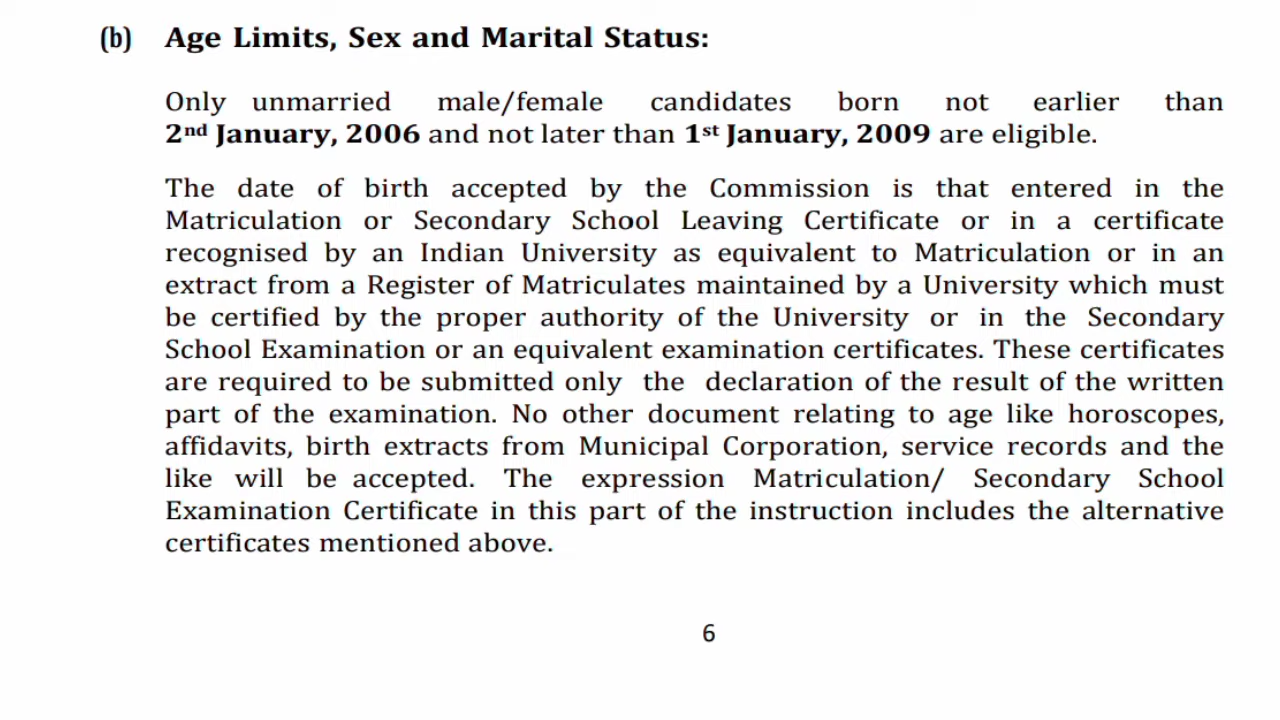 (b) Age Limits, Sex and Marital Status:
Only unmarried male/female candidates born not earlier than
2nd January, 2006 and not later than 1st January, 2009 are eligible.
The date of birth accepted by the Commission is that entered in the
Matriculation or Secondary School Leaving Certificate or in a certificate
recognised by an Indian University as equivalent to Matriculation or in an
extract from a Register of Matriculates maintained by a University which must
be certified by the proper authority of the University or in the Secondary
School Examination or an equivalent examination certificates. These certificates
are required to be submitted only the declaration of the result of the written
part of the examination. No other document relating to age like horoscopes,
affidavits, birth extracts from Municipal Corporation, service records and the
like will be accepted. The expression Matriculation/ Secondary School
Examination Certificate in this part of the instruction includes the alternative
certificates mentioned above.
6